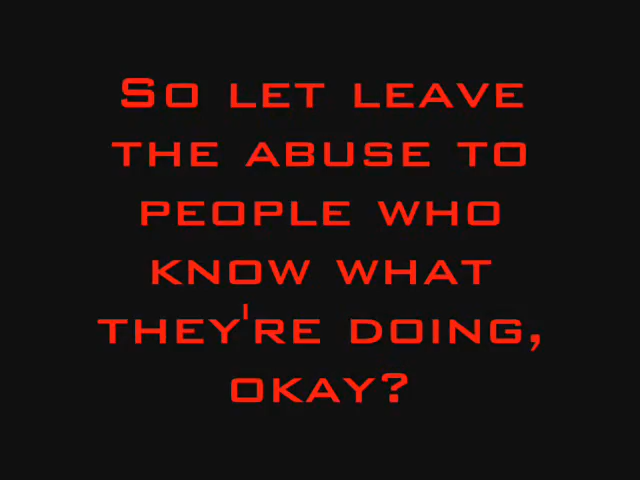 So let leave
the abuse to
people who
know what
they're doing,
okay?